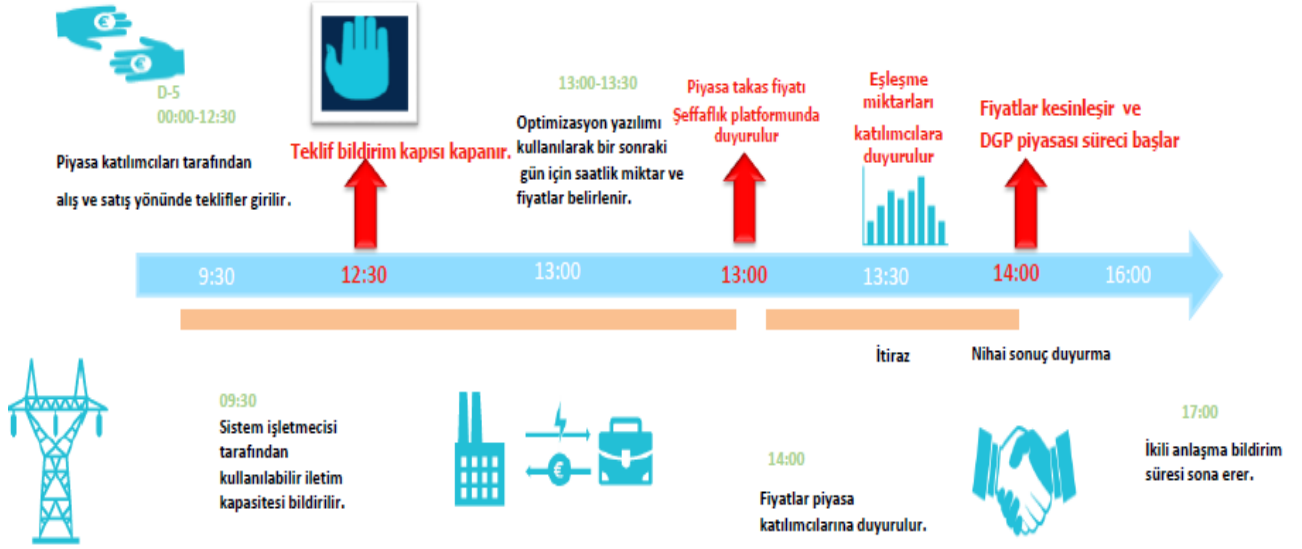 D-5
00:00-12:30
Piyasa katılımcıları tarafından
alış ve satış yönünde teklifler girilir.
Teklif bildirim kapısı kapanır.
13:00-13:30
Optimizasyon yazılımı
kullanılarak bir sonraki
gün için saatlik miktar ve
fiyatlar belirlenir.
Piyasa takas fiyatı
Şeffaflık platformunda
duyurulur
Eşleşme
miktarları
katılımcılara
duyurulur
Fiyatlar kesinleşir ve
DGP piyasası süreci başlar
9:30
12:30
13:00
13:00
13:30
14:00
16:00
İtiraz
Nihai sonuç duyurma
09:30
Sistem işletmecisi
tarafından
kullanılabilir iletim
kapasitesi bildirilir.
14:00
Fiyatlar piyasa
katılımcılarına duyurulur.
17:00
İkili anlaşma bildirim
süresi sona erer.